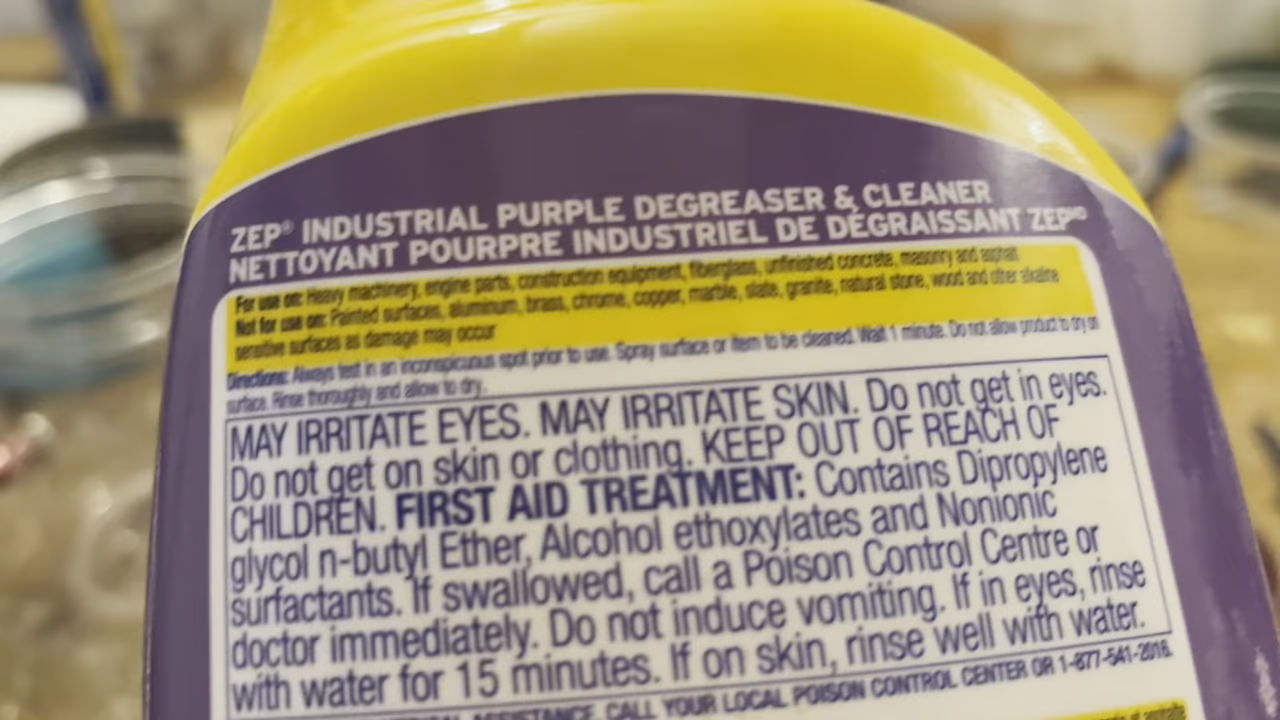 ZEP® INDUSTRIAL PURPLE DEGREASER & CLEANER
NETTOYANT POURPRE INDUSTRIEL DE DÉGRAISSANT ZEPMD
For use on: Heavy machinery, engine parts, construction equipment, fiberglass, unfinished concrete, masonry and asphalt
Not for use on: Painted surfaces, aluminum, brass, chrome, copper, marble, slate, granite, natural stone, wood and other alkaline
sensitive surfaces as damage may occur
Directions: Always test in an inconspicuous spot prior to use. Spray surface or item to be cleaned. Wait 1 minute. Do not allow product to dry on
surface. Rinse thoroughly and allow to dry.
MAY IRRITATE EYES. MAY IRRITATE SKIN. Do not get in eyes.
Do not get on skin or clothing. KEEP OUT OF REACH OF
CHILDREN. FIRST AID TREATMENT: Contains Dipropylene
glycol n-butyl Ether, Alcohol ethoxylates and Nonionic
surfactants. If swallowed, call a Poison Control Centre or
doctor immediately. Do not induce vomiting. If in eyes, rinse
with water for 15 minutes. If on skin, rinse well with water.
ASSISTANCE, CALL YOUR LOCAL POISON CONTROL CENTER OR 1-877-541-2016.